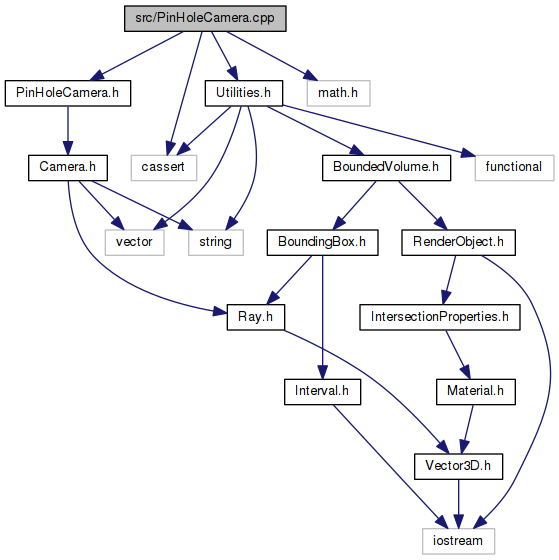 src/PinHoleCamera.cpp
PinHoleCamera.h
Utilities.h
math.h
Camera.h
cassert
BoundedVolume.h
functional
vector
string
BoundingBox.h
RenderObject.h
Ray.h
IntersectionProperties.h
Interval.h
Material.h
Vector3D.h
iostream